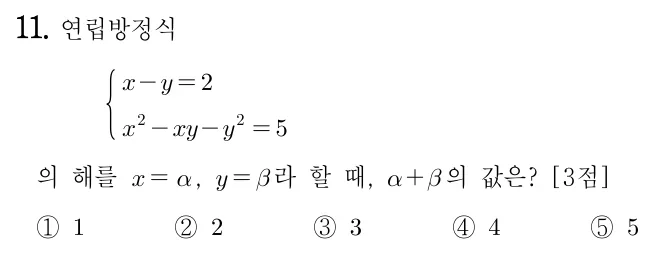 11. 연립방정식
x-y=2
x²-xy-y²=5
의 해를 x=α, y=β라 할 때, α+β의 값은? [3점]
① 1 ② 2 ③ 3 ④ 4 ⑤ 5